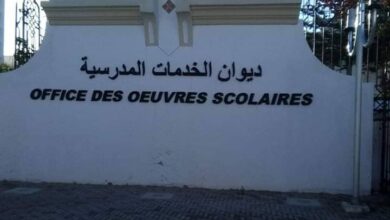 ديوان الخدمات المدرسية
OFFICE DES OEUVRES SCOLAIRES